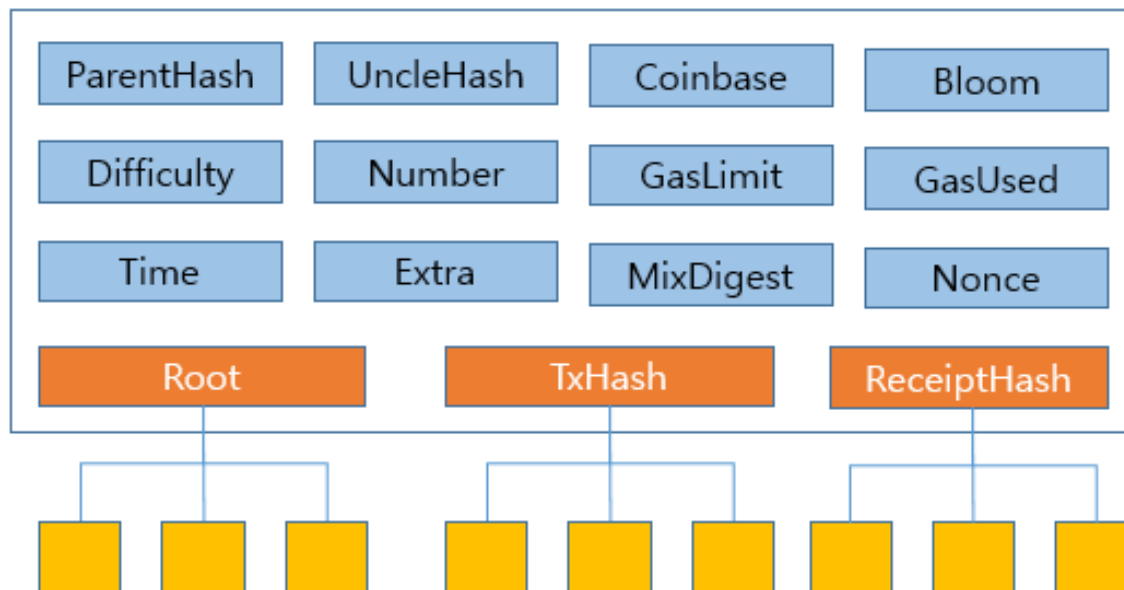 ParentHash
UncleHash
Coinbase
Bloom
Difficulty
Number
GasLimit
GasUsed
Time
Extra
MixDigest
Nonce
Root
TxHash
ReceiptHash